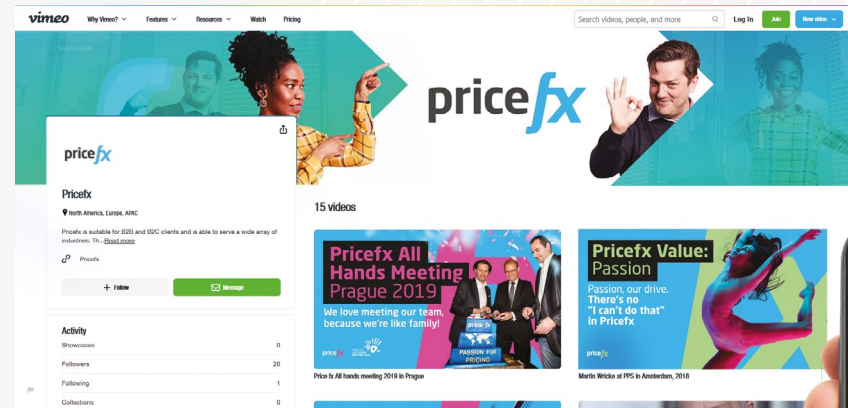 vimeo
Why Vimeo?
Features
Resources
Watch
Pricing
Search videos, people, and more
Log In
Join
New video
pricefx
pricefx
Pricefx
North America, Europe, APAC
Pricefx is suitable for B2B and B2C clients and is able to serve a wide array of
industries. Th...Read more
Pricefx
+ Follow
Message
Activity
Showcases 0
Followers 20
Following 1
Collections 0
15 videos
Pricefx All
Hands Meeting
Prague 2019
We love meeting our team,
because we're like family!
price fx
PASSION FOR
PRICING
pricefx
Price fx All hands meeting 2019 in Prague
Pricefx Value:
Passion
Passion, our drive.
There's no
"I can't do that"
in Pricefx
pricefx
Martin Wricke at PPS in Amsterdam, 2018